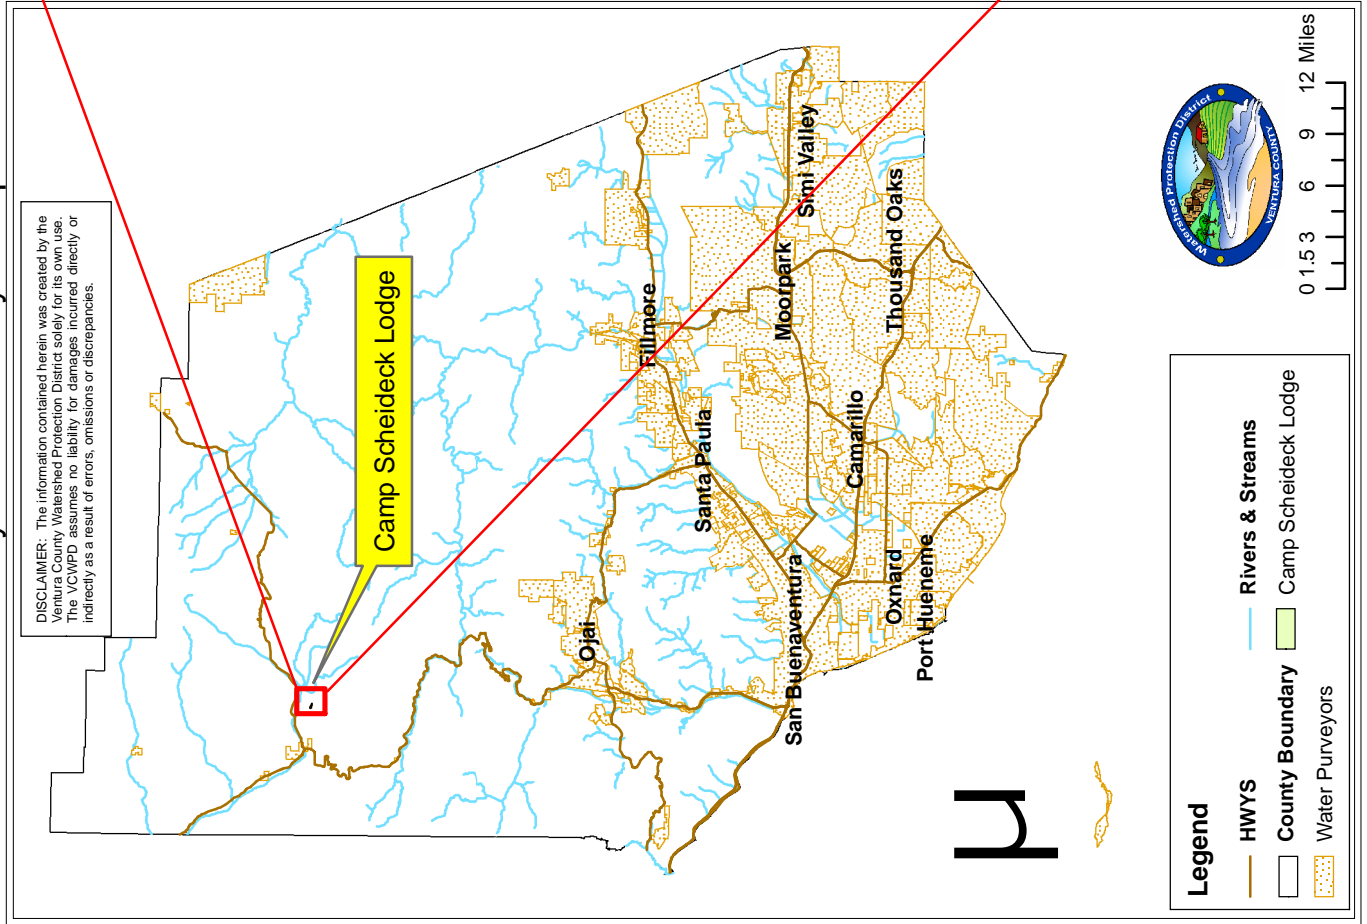 DISCLAIMER: The information contained herein was created by the
Ventura County Watershed Protection District solely for its own use.
The VCWPD assumes no liability for damages incurred directly or
indirectly as a result of errors, omissions or discrepancies.
Camp Scheideck Lodge
Ojai
Fillmore
Santa Paula
San Buenaventura
Moorpark
Simi Valley
Camarillo
Oxnard
Thousand Oaks
Port Hueneme
µ
Watershed Protection District
VENTURA COUNTY
0 1.5 3 6 9 12 Miles
Legend
HWYS
Rivers & Streams
County Boundary
Camp Scheideck Lodge
Water Purveyors